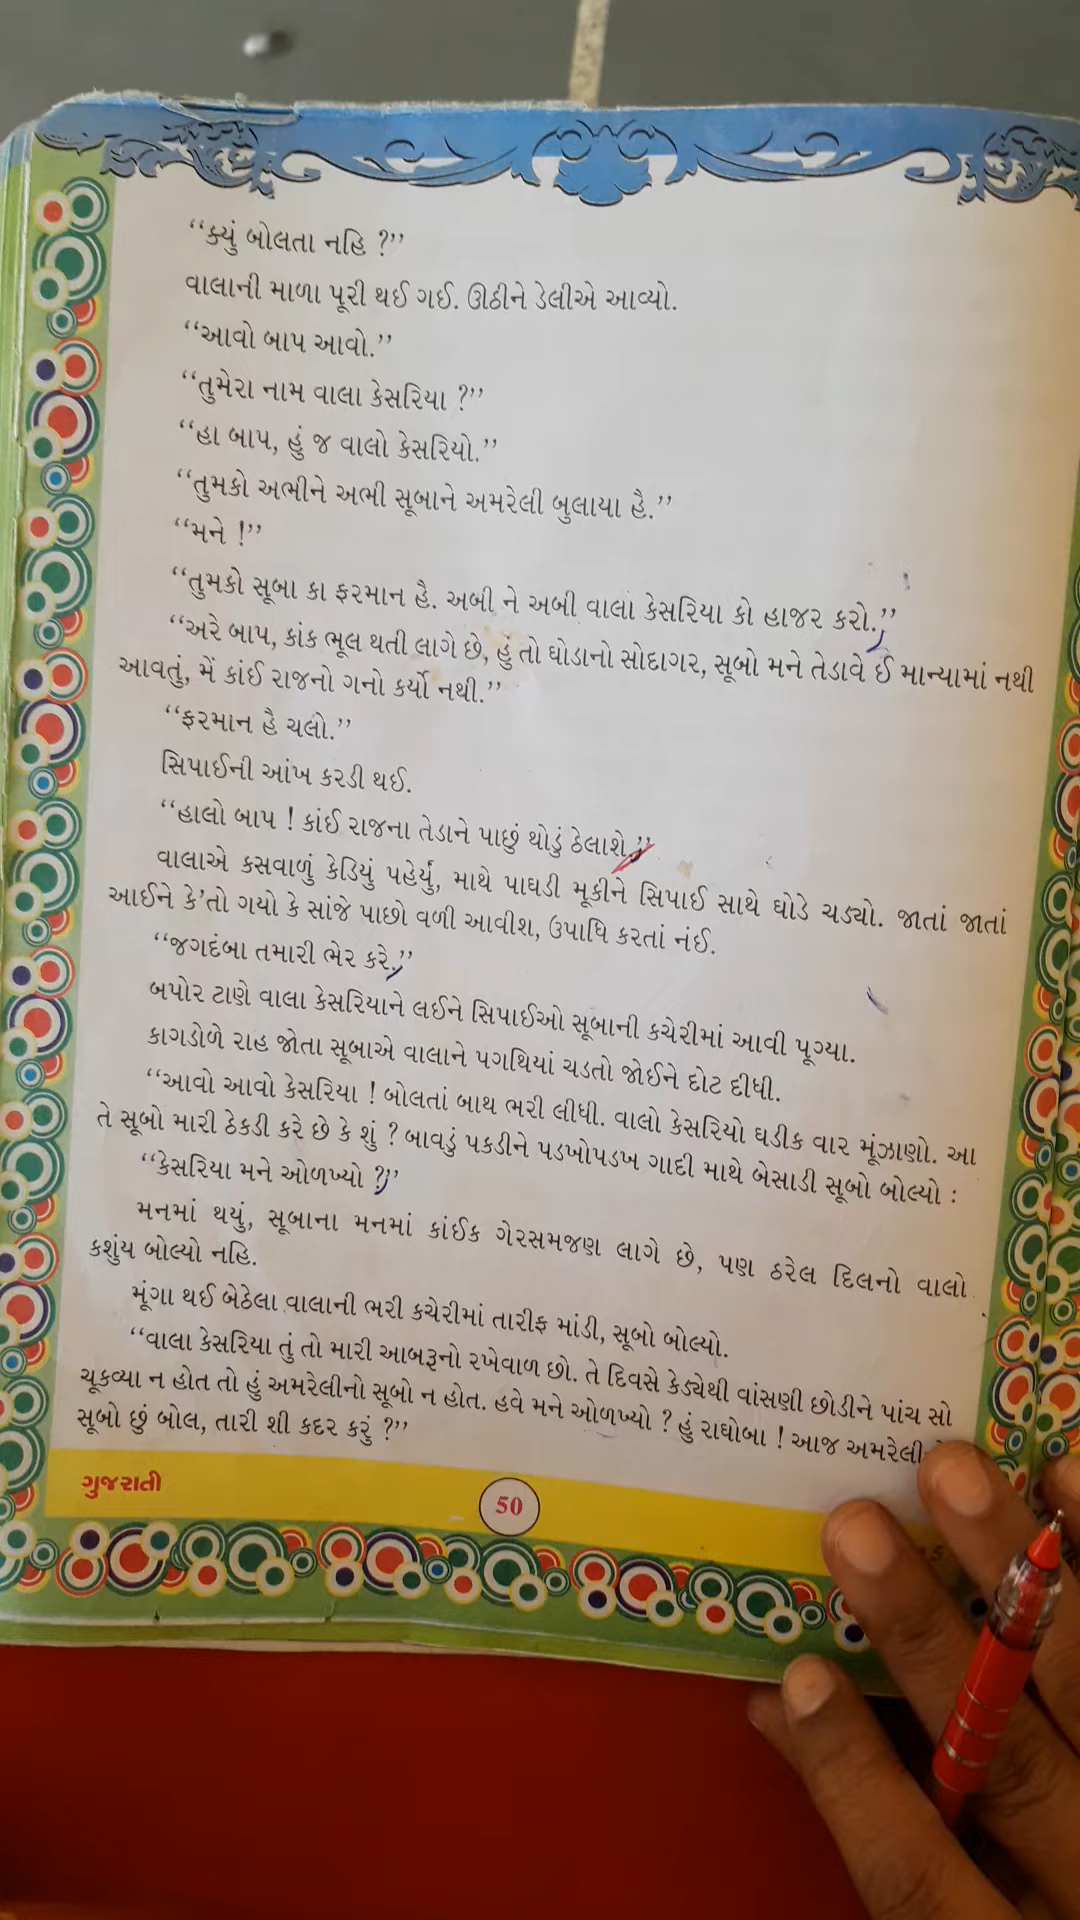 “ક્યું બોલતા નહિ ?”
વાલાની માળા પૂરી થઈ ગઈ. ઊઠીને ડેલીએ આવ્યો.
“આવો બાપ આવો.”
“તુમેરા નામ વાલા કેસરિયા ?”
“હા બાપ, હું જ વાલો કેસરિયો.”
“તુમકો અભીને અભી સૂબાને અમરેલી બુલાયા હૈ.”
“મને !”
“તુમકો સૂબા કા ફરમાન હૈ. અબી ને અબી વાલા કેસરિયા કો હાજર કરો.”
“અરે બાપ, કાંક ભૂલ થતી લાગે છે, હું તો ઘોડાનો સોદાગર, સૂબો મને તેડાવે ઈ માન્યામાં નથી
આવતું, મેં કાંઈ રાજનો ગનો કર્યો નથી.”
“ફરમાન હૈ ચલો.”
સિપાઈની આંખ કરડી થઈ.
“હાલો બાપ ! કાંઈ રાજના તેડાને પાછું થોડું ઠેલાશે.”
વાલાએ કસવાળું કેડિયું પહેર્યું, માથે પાઘડી મૂકીને સિપાઈ સાથે ઘોડે ચડ્યો. જાતાં જાતાં
આઈને કે’તો ગયો કે સાંજે પાછો વળી આવીશ, ઉપાધિ કરતાં નંઈ.
“જગદંબા તમારી ભેર કરે.”
બપોર ટાણે વાલા કેસરિયાને લઈને સિપાઈઓ સૂબાની કચેરીમાં આવી પૂગ્યા.
કાગડોળે રાહ જોતા સૂબાએ વાલાને પગથિયાં ચડતો જોઈને દોટ દીધી.
“આવો આવો કેસરિયા ! બોલતાં બાથ ભરી લીધી. વાલો કેસરિયો ઘડીક વાર મૂંઝાણો. આ
તે સૂબો મારી ઠેકડી કરે છે કે શું ? બાવડું પકડીને પડખોપડખ ગાદી માથે બેસાડી સૂબો બોલ્યો :
“કેસરિયા મને ઓળખ્યો ?”
મનમાં થયું, સૂબાના મનમાં કાંઈક ગેરસમજણ લાગે છે, પણ ઠરેલ દિલનો વાલો
કશુંય બોલ્યો નહિ.
મૂંગા થઈ બેઠેલા વાલાની ભરી કચેરીમાં તારીફ માંડી, સૂબો બોલ્યો.
“વાલા કેસરિયા તું તો મારી આબરૂનો રખેવાળ છો. તે દિવસે કેડ્યેથી વાંસણી છોડીને પાંચ સો
ચૂકવ્યા ન હોત તો હું અમરેલીનો સૂબો ન હોત. હવે મને ઓળખ્યો ? હું રાઘોબા ! આજ અમરેલી
સૂબો છું બોલ, તારી શી કદર કરું ?”
ગુજરાતી
50
5